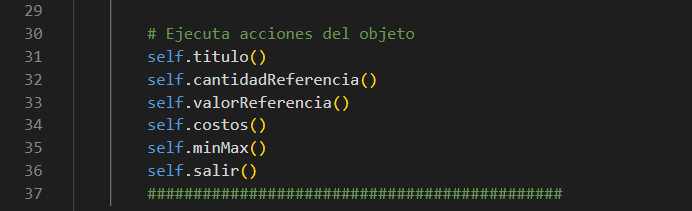 29
30 # Ejecuta acciones del objeto
31 self.titulo()
32 self.cantidadReferencia()
33 self.valorReferencia()
34 self.costos()
35 self.minMax()
36 self.salir()
37 #############################################